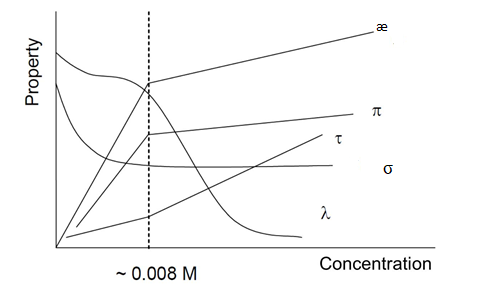 æ
Property
π
τ
σ
λ
Concentration
~ 0.008 M